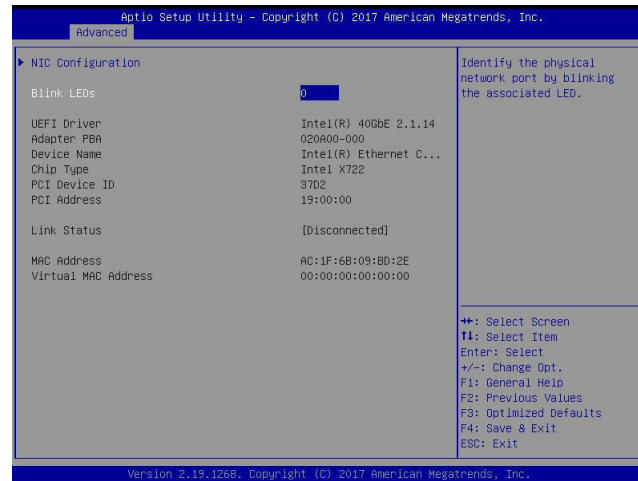 Aptio Setup Utility – Copyright (C) 2017 American Megatrends, Inc.
Advanced
NIC Configuration
Blink LEDs 0
UEFI Driver Intel(R) 40GbE 2.1.14
Adapter PBA 020A00-000
Device Name Intel(R) Ethernet C...
Chip Type Intel X722
PCI Device ID 37D2
PCI Address 19:00:00
Link Status [Disconnected]
MAC Address AC:1F:6B:09:BD:2E
Virtual MAC Address 00:00:00:00:00:00
Identify the physical
network port by blinking
the associated LED.
→←: Select Screen
↑↓: Select Item
Enter: Select
+/-: Change Opt.
F1: General Help
F2: Previous Values
F3: Optimized Defaults
F4: Save & Exit
ESC: Exit
Version 2.19.1268. Copyright (C) 2017 American Megatrends, Inc.